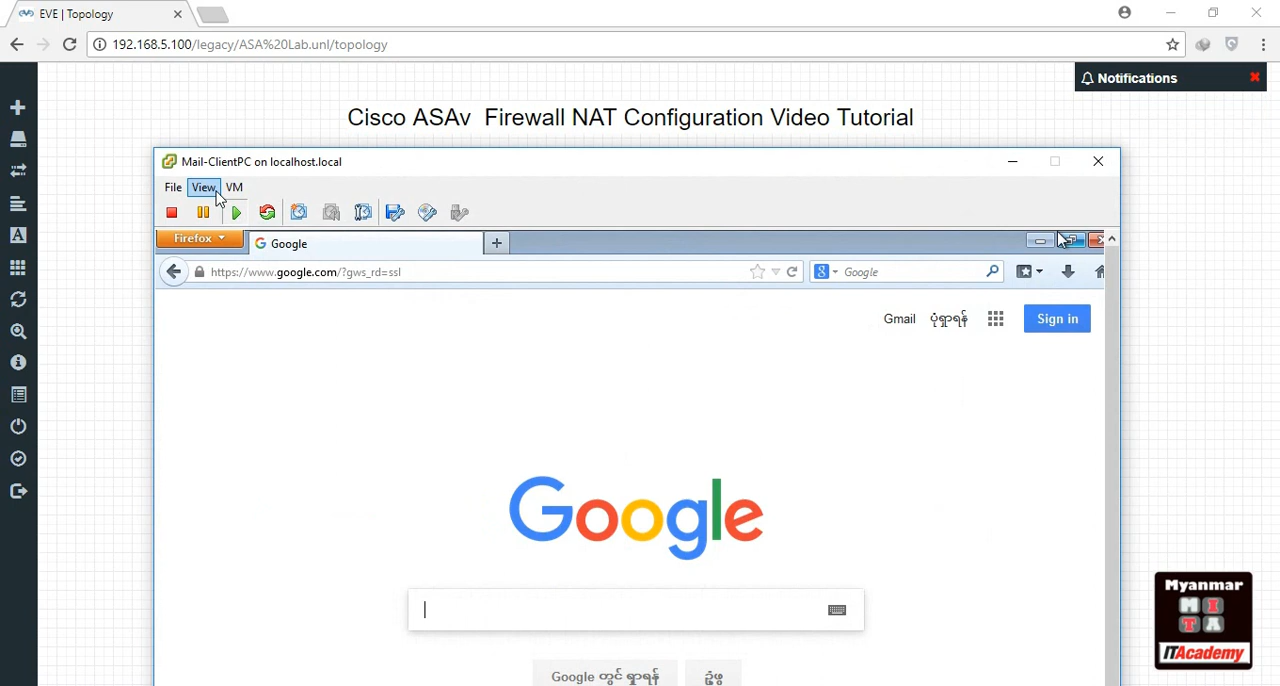 EVE | Topology
192.168.5.100/legacy/ASA%20Lab.unl/topology
Notifications
Cisco ASAv Firewall NAT Configuration Video Tutorial
Mail-ClientPC on localhost.local
File View VM
Firefox
Google
https://www.google.com/?gws_rd=ssl
Google
Gmail ပုံရှာရန် Sign in
Google
Google တွင် ရှာရန်
ဥုံဖွ
Myanmar
M I
T A
ITAcademy